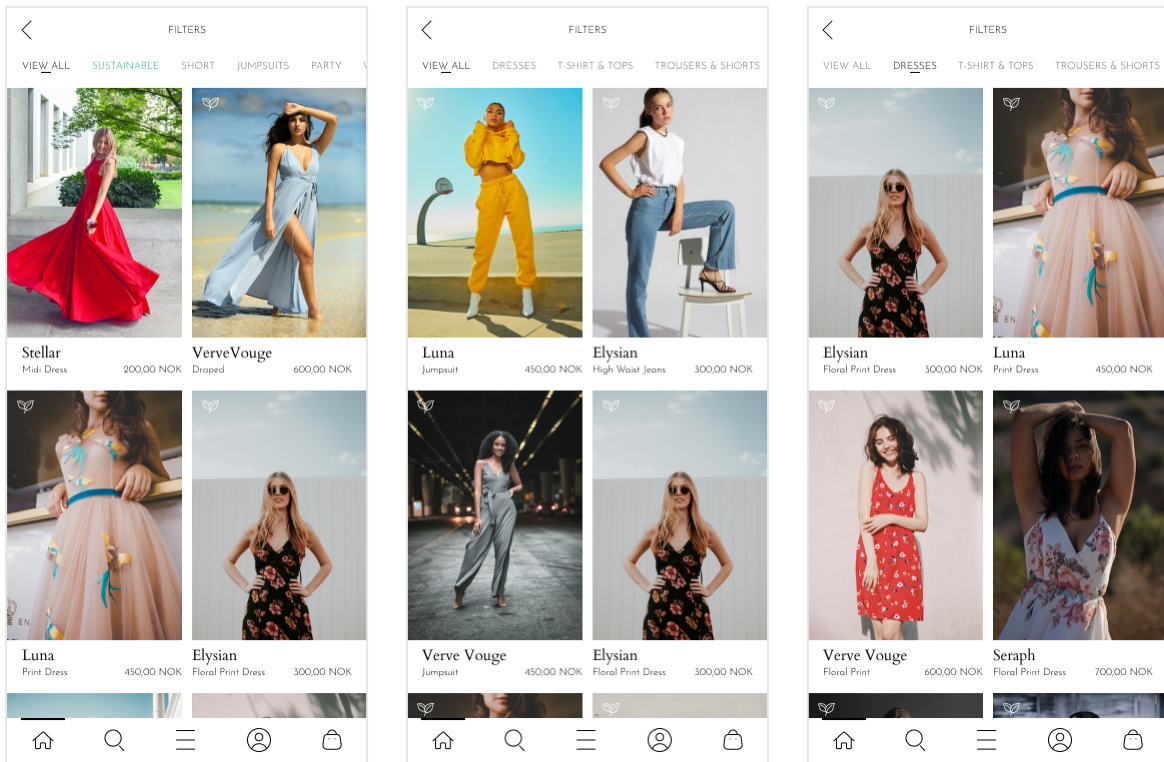 FILTERS
VIEW ALL SUSTAINABLE SHORT JUMPSUITS PARTY
Stellar
Midi Dress 200,00 NOK
VerveVouge
Draped 600,00 NOK
EN
Luna
Print Dress 450,00 NOK
Elysian
Floral Print Dress 300,00 NOK
FILTERS
VIEW ALL DRESSES T-SHIRT & TOPS TROUSERS & SHORTS
Luna
Jumpsuit 450,00 NOK
Elysian
High Waist Jeans 300,00 NOK
Verve Vouge
Jumpsuit 450,00 NOK
Elysian
Floral Print Dress 300,00 NOK
FILTERS
VIEW ALL DRESSES T-SHIRT & TOPS TROUSERS & SHORTS
EN
Elysian
Floral Print Dress 300,00 NOK
Luna
Print Dress 450,00 NOK
Verve Vouge
Floral Print 600,00 NOK
Seraph
Floral Print Dress 700,00 NOK